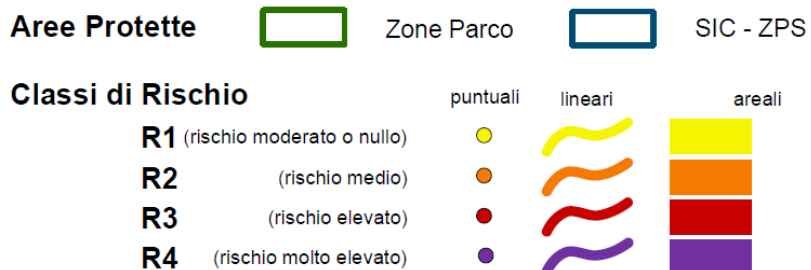 Aree Protette Zone Parco SIC - ZPS
Classi di Rischio puntuali lineari areali
R1 (rischio moderato o nullo)
R2 (rischio medio)
R3 (rischio elevato)
R4 (rischio molto elevato)